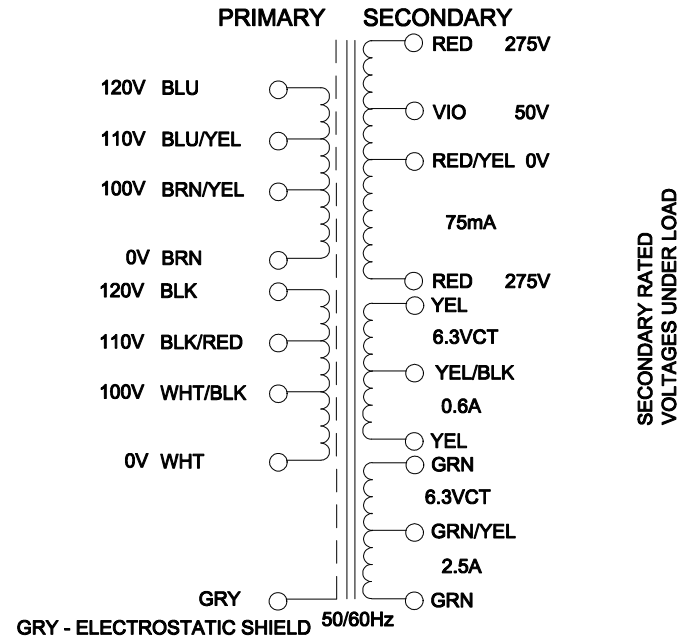 PRIMARY
120V BLU
110V BLU/YEL
100V BRN/YEL
0V BRN
120V BLK
110V BLK/RED
100V WHT/BLK
0V WHT
GRY
GRY - ELECTROSTATIC SHIELD
50/60Hz
SECONDARY
RED 275V
VIO 50V
RED/YEL 0V
75mA
RED 275V
YEL
6.3VCT
YEL/BLK
0.6A
YEL
GRN
6.3VCT
GRN/YEL
2.5A
GRN
SECONDARY RATED
VOLTAGES UNDER LOAD